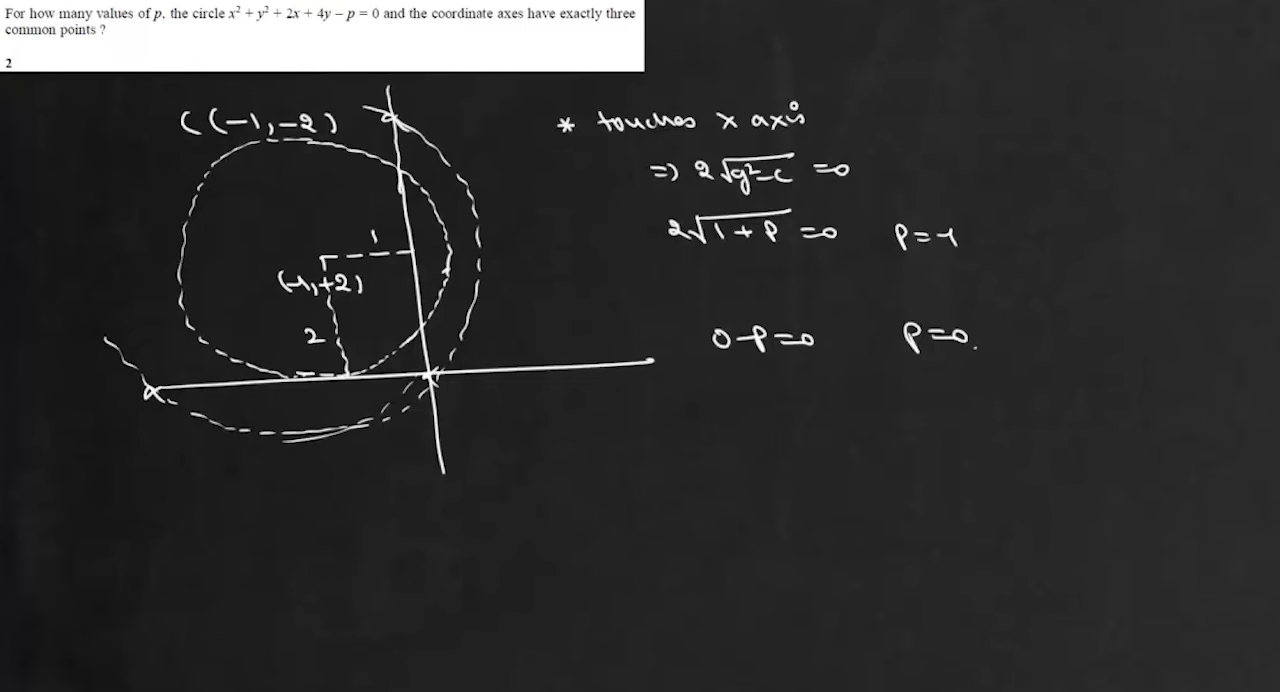 For how many values of p, the circle x² + y² + 2x + 4y – p = 0 and the coordinate axes have exactly three
common points ?
2
C(-1,-2)
* touches x axis
=) 2√g²-c =0
2√1+p =0 p=-1
1
(-1,+2)
2
0-p=0 p=0.